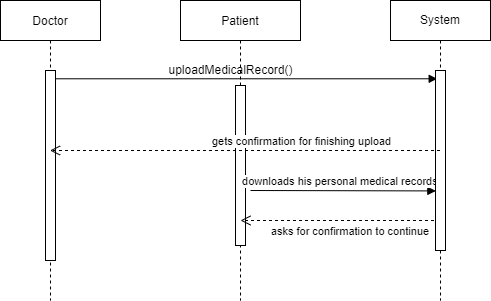 Doctor
Patient
System
uploadMedicalRecord()
gets confirmation for finishing upload
downloads his personal medical records
asks for confirmation to continue